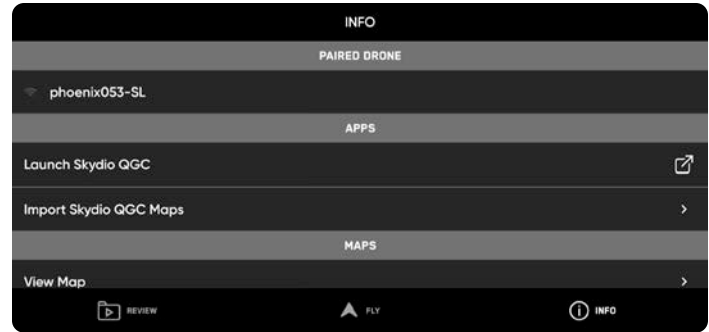 INFO
PAIRED DRONE
phoenix053-SL
APPS
Launch Skydio QGC
Import Skydio QGC Maps
MAPS
View Map
REVIEW
FLY
INFO